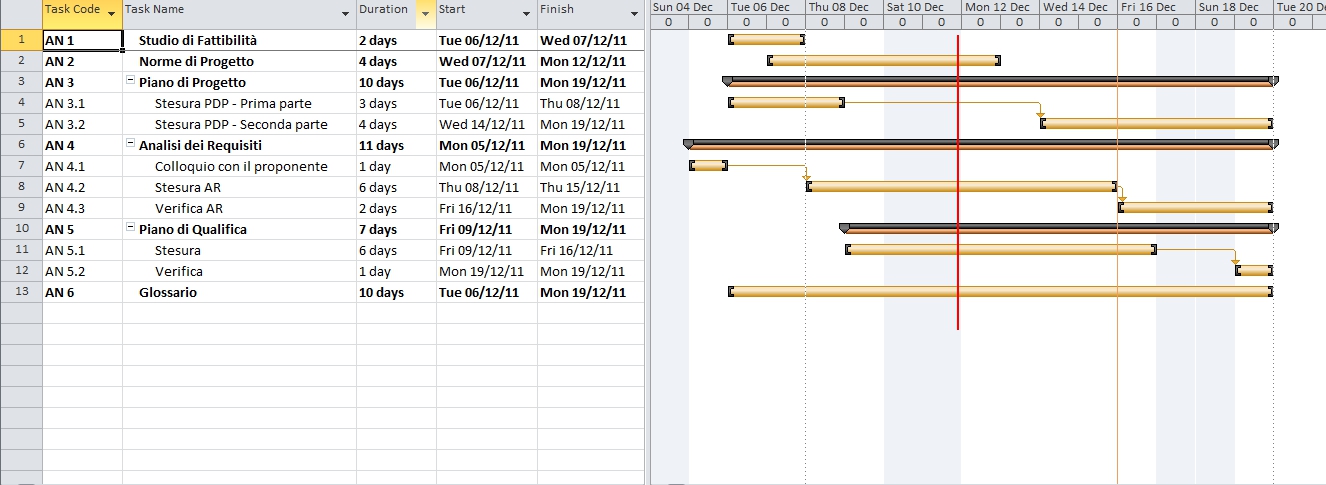 Task Code Task Name Duration Start Finish Sun 04 Dec Tue 06 Dec Thu 08 Dec Sat 10 Dec Mon 12 Dec Wed 14 Dec Fri 16 Dec Sun 18 Dec Tue 20 De
0 0 0 0 0 0 0 0 0 0 0 0 0 0 0 0 0
1 AN 1 Studio di Fattibilità 2 days Tue 06/12/11 Wed 07/12/11
2 AN 2 Norme di Progetto 4 days Wed 07/12/11 Mon 12/12/11
3 AN 3 Piano di Progetto 10 days Tue 06/12/11 Mon 19/12/11
4 AN 3.1 Stesura PDP - Prima parte 3 days Tue 06/12/11 Thu 08/12/11
5 AN 3.2 Stesura PDP - Seconda parte 4 days Wed 14/12/11 Mon 19/12/11
6 AN 4 Analisi dei Requisiti 11 days Mon 05/12/11 Mon 19/12/11
7 AN 4.1 Colloquio con il proponente 1 day Mon 05/12/11 Mon 05/12/11
8 AN 4.2 Stesura AR 6 days Thu 08/12/11 Thu 15/12/11
9 AN 4.3 Verifica AR 2 days Fri 16/12/11 Mon 19/12/11
10 AN 5 Piano di Qualifica 7 days Fri 09/12/11 Mon 19/12/11
11 AN 5.1 Stesura 6 days Fri 09/12/11 Fri 16/12/11
12 AN 5.2 Verifica 1 day Mon 19/12/11 Mon 19/12/11
13 AN 6 Glossario 10 days Tue 06/12/11 Mon 19/12/11